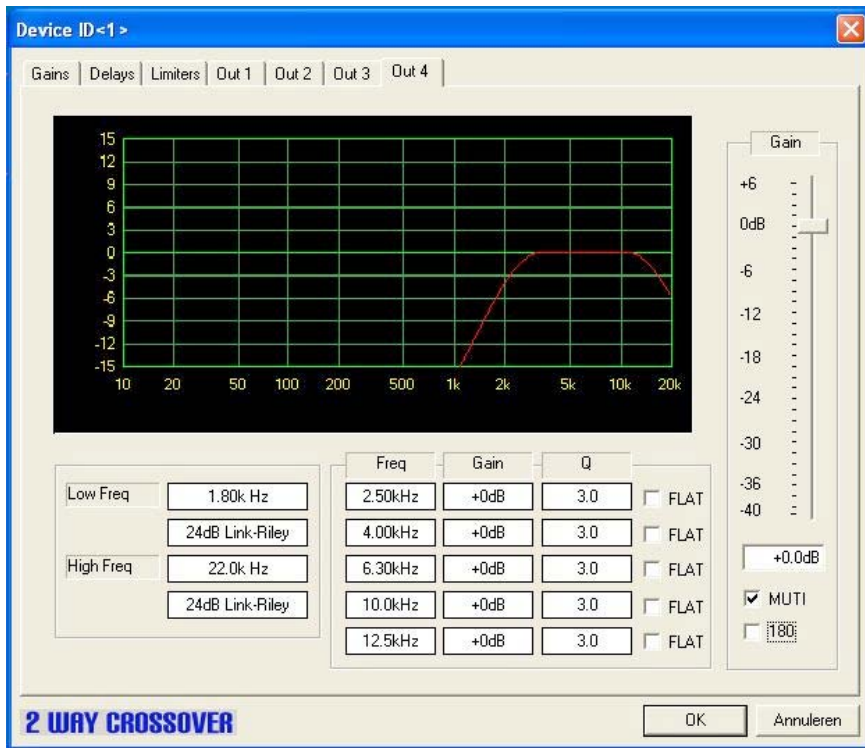 Device ID<1>
Gains Delays Limiters Out 1 Out 2 Out 3 Out 4
15
12
9
6
3
0
-3
-6
-9
-12
-15
10 20 50 100 200 500 1k 2k 5k 10k 20k
Gain
+6
0dB
-6
-12
-18
-24
-30
-36
-40
+0.0dB
MUTI
180
Low Freq 1.80k Hz
24dB Link-Riley
High Freq 22.0k Hz
24dB Link-Riley
Freq Gain Q
2.50kHz +0dB 3.0 FLAT
4.00kHz +0dB 3.0 FLAT
6.30kHz +0dB 3.0 FLAT
10.0kHz +0dB 3.0 FLAT
12.5kHz +0dB 3.0 FLAT
2 WAY CROSSOVER
OK Annuleren